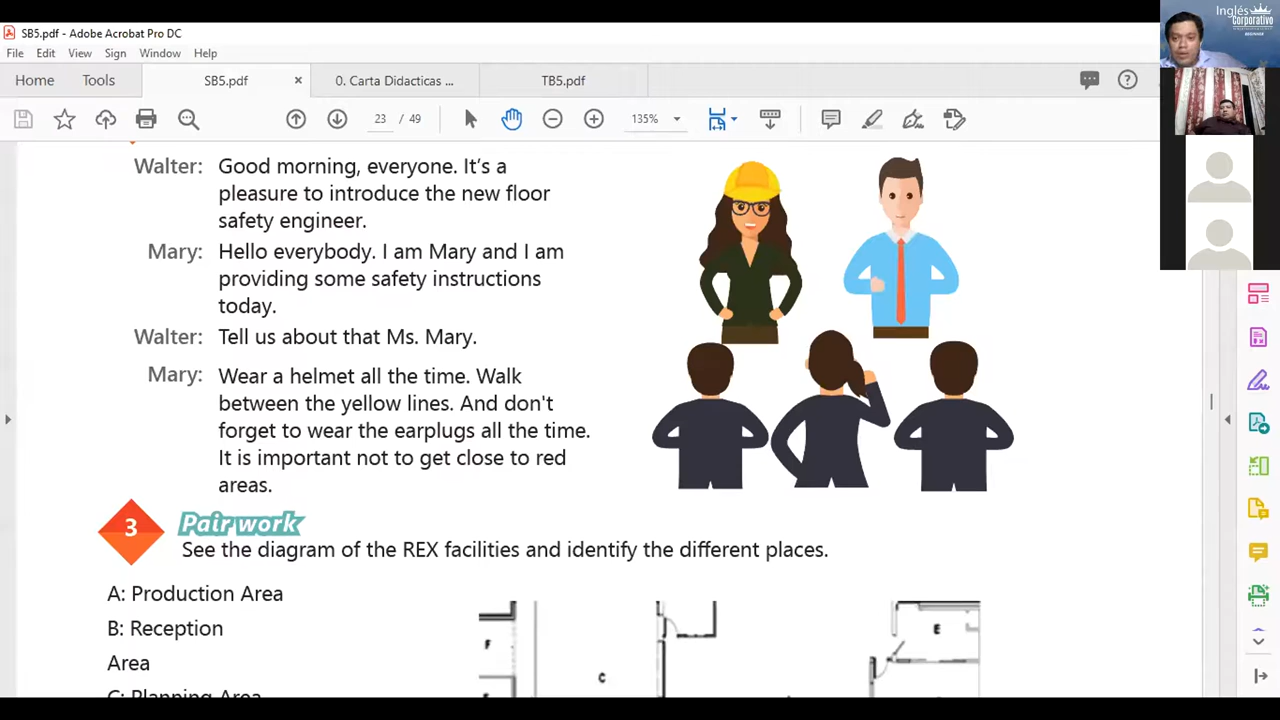 SB5.pdf - Adobe Acrobat Pro DC
File Edit View Sign Window Help
Home Tools SB5.pdf × 0. Carta Didacticas ... TB5.pdf
23 / 49 135%
Inglés
Corporativo
BEGINNER
Walter: Good morning, everyone. It's a
pleasure to introduce the new floor
safety engineer.
Mary: Hello everybody. I am Mary and I am
providing some safety instructions
today.
Walter: Tell us about that Ms. Mary.
Mary: Wear a helmet all the time. Walk
between the yellow lines. And don't
forget to wear the earplugs all the time.
It is important not to get close to red
areas.
3 Pair work
See the diagram of the REX facilities and identify the different places.
A: Production Area
B: Reception
Area
C: Planning Area
F
C
E